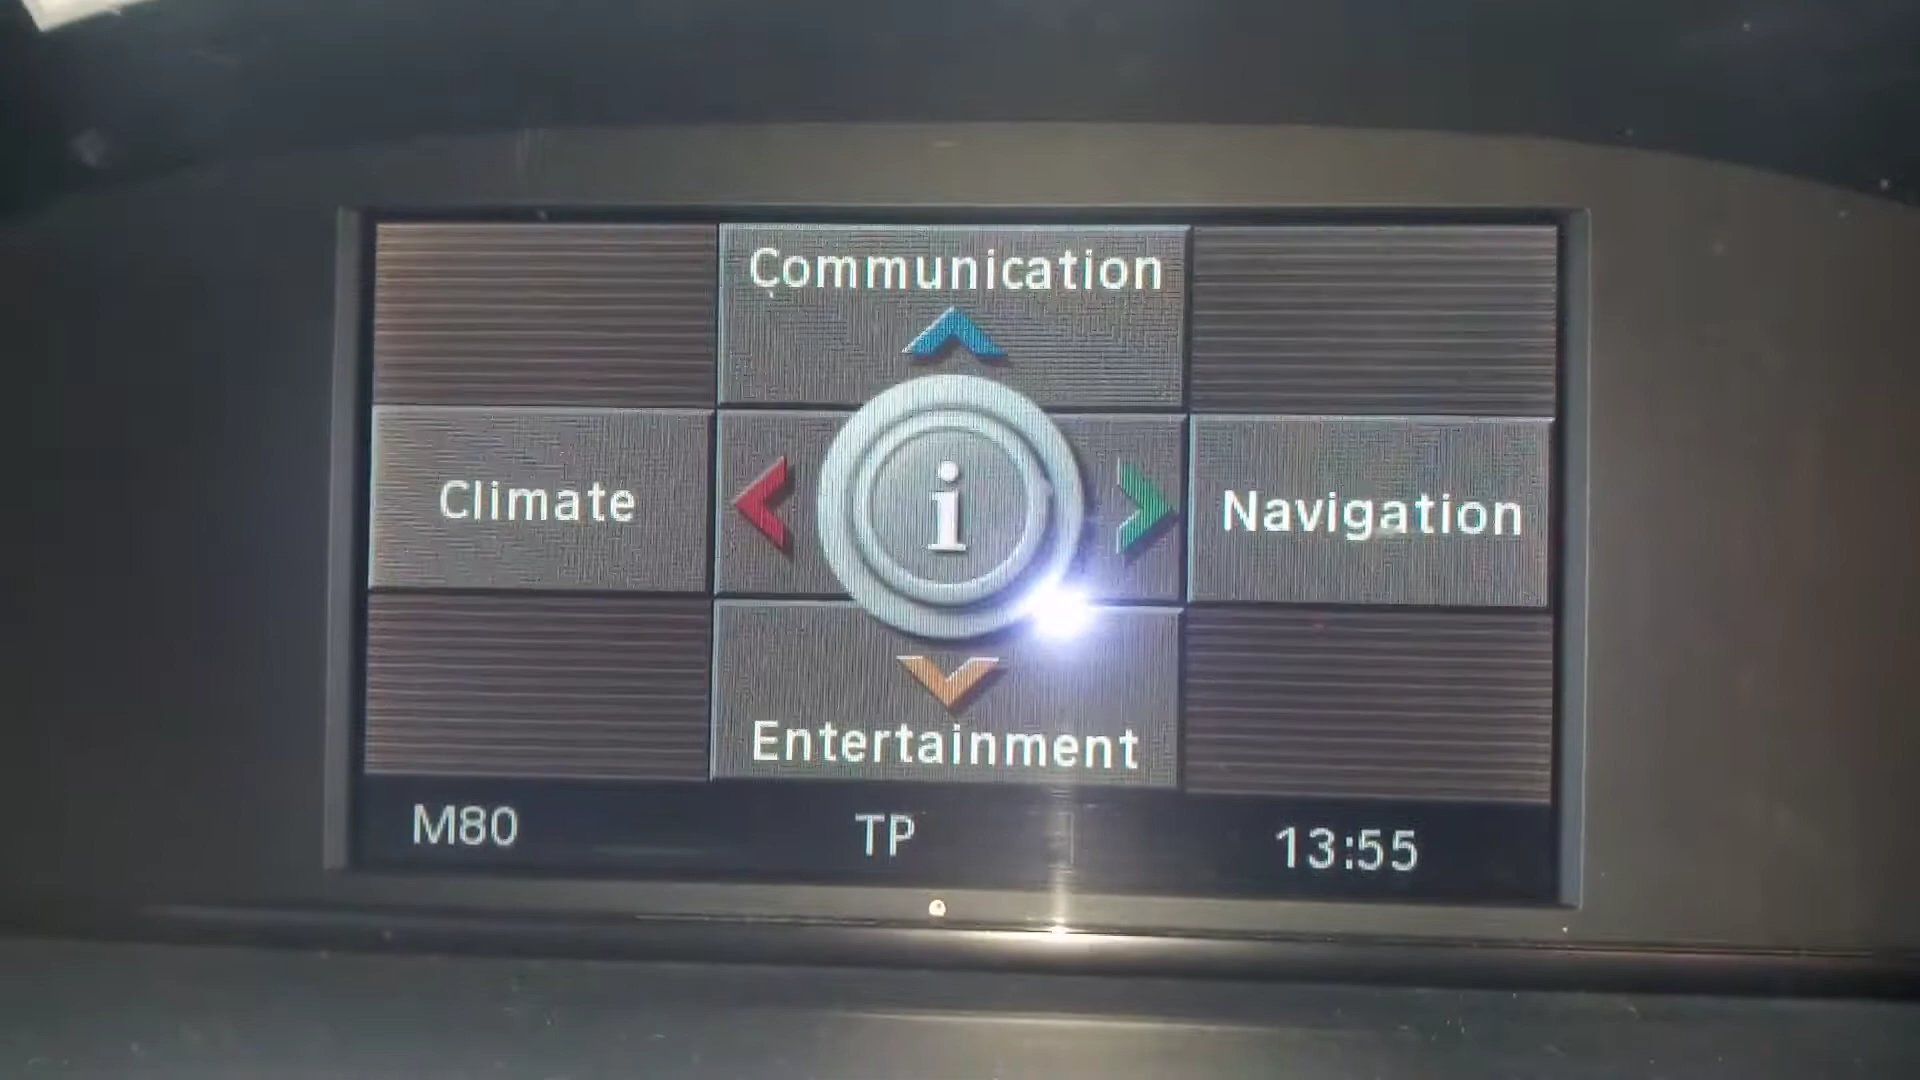 Communication
Climate
i
Navigation
Entertainment
M80
TP
13:55